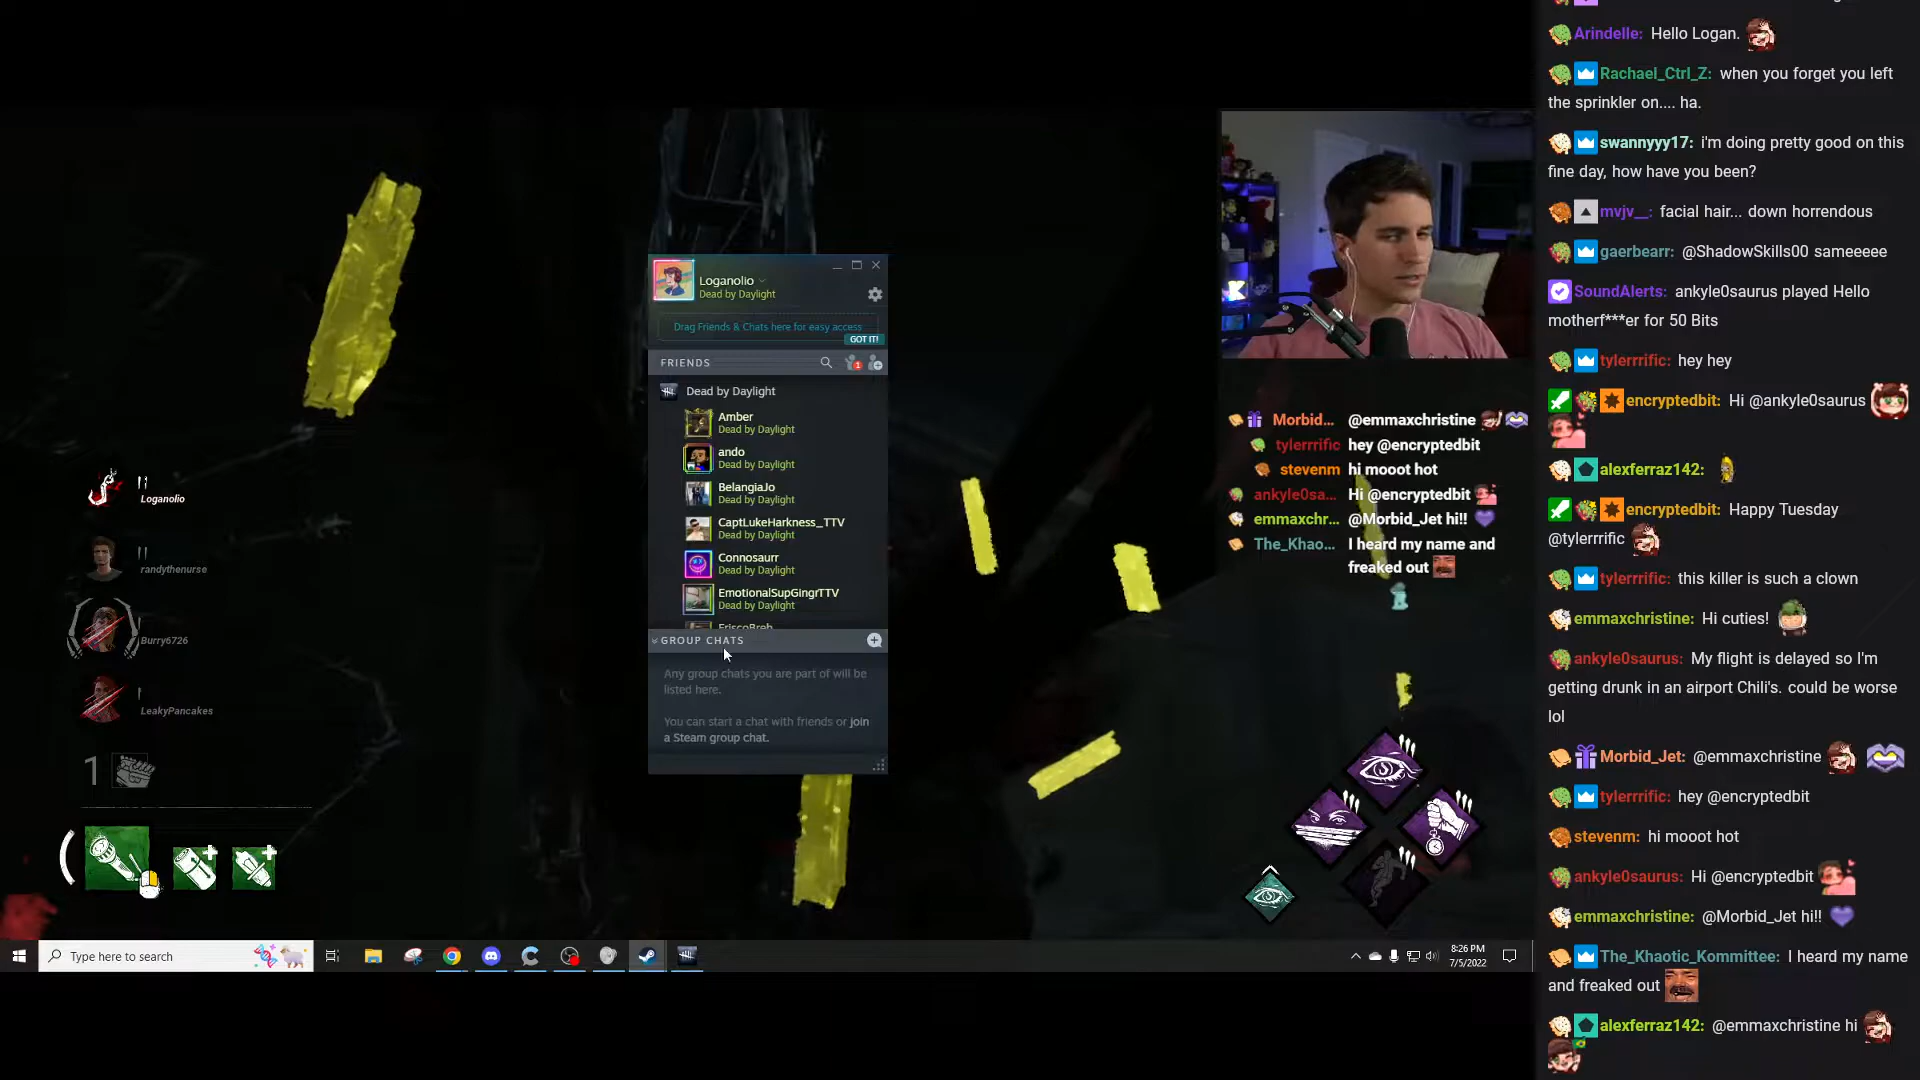 Loganolio
randythenurse
Burry6726
LeakyPancakes
1
Loganolio
Dead by Daylight
Drag Friends & Chats here for easy access
GOT IT!
FRIENDS
1
Dead by Daylight
Amber
Dead by Daylight
ando
Dead by Daylight
BelangiaJo
Dead by Daylight
CaptLukeHarkness_TTV
Dead by Daylight
Connosaurr
Dead by Daylight
EmotionalSupGingrTTV
Dead by Daylight
FriscoBreh
GROUP CHATS
Any group chats you are part of will be
listed here.
You can start a chat with friends or join
a Steam group chat.
Morbid... @emmaxchristine
tylerrrific hey @encryptedbit
stevenm hi mooot hot
ankyle0sa... Hi @encryptedbit
emmaxchr... @Morbid_Jet hi!!
The_Khao... I heard my name and
freaked out
Type here to search
8:26 PM
7/5/2022
Arindelle: Hello Logan.
Rachael_Ctrl_Z: when you forget you left
the sprinkler on.... ha.
swannyyy17: i'm doing pretty good on this
fine day, how have you been?
mvjv__: facial hair... down horrendous
gaerbearr: @ShadowSkills00 sameeeee
SoundAlerts: ankyle0saurus played Hello
motherf***er for 50 Bits
tylerrrific: hey hey
encryptedbit: Hi @ankyle0saurus
alexferraz142:
encryptedbit: Happy Tuesday
@tylerrrific
tylerrrific: this killer is such a clown
emmaxchristine: Hi cuties!
ankyle0saurus: My flight is delayed so I'm
getting drunk in an airport Chili's. could be worse
lol
Morbid_Jet: @emmaxchristine
tylerrrific: hey @encryptedbit
stevenm: hi mooot hot
ankyle0saurus: Hi @encryptedbit
emmaxchristine: @Morbid_Jet hi!!
The_Khaotic_Kommittee: I heard my name
and freaked out
alexferraz142: @emmaxchristine hi